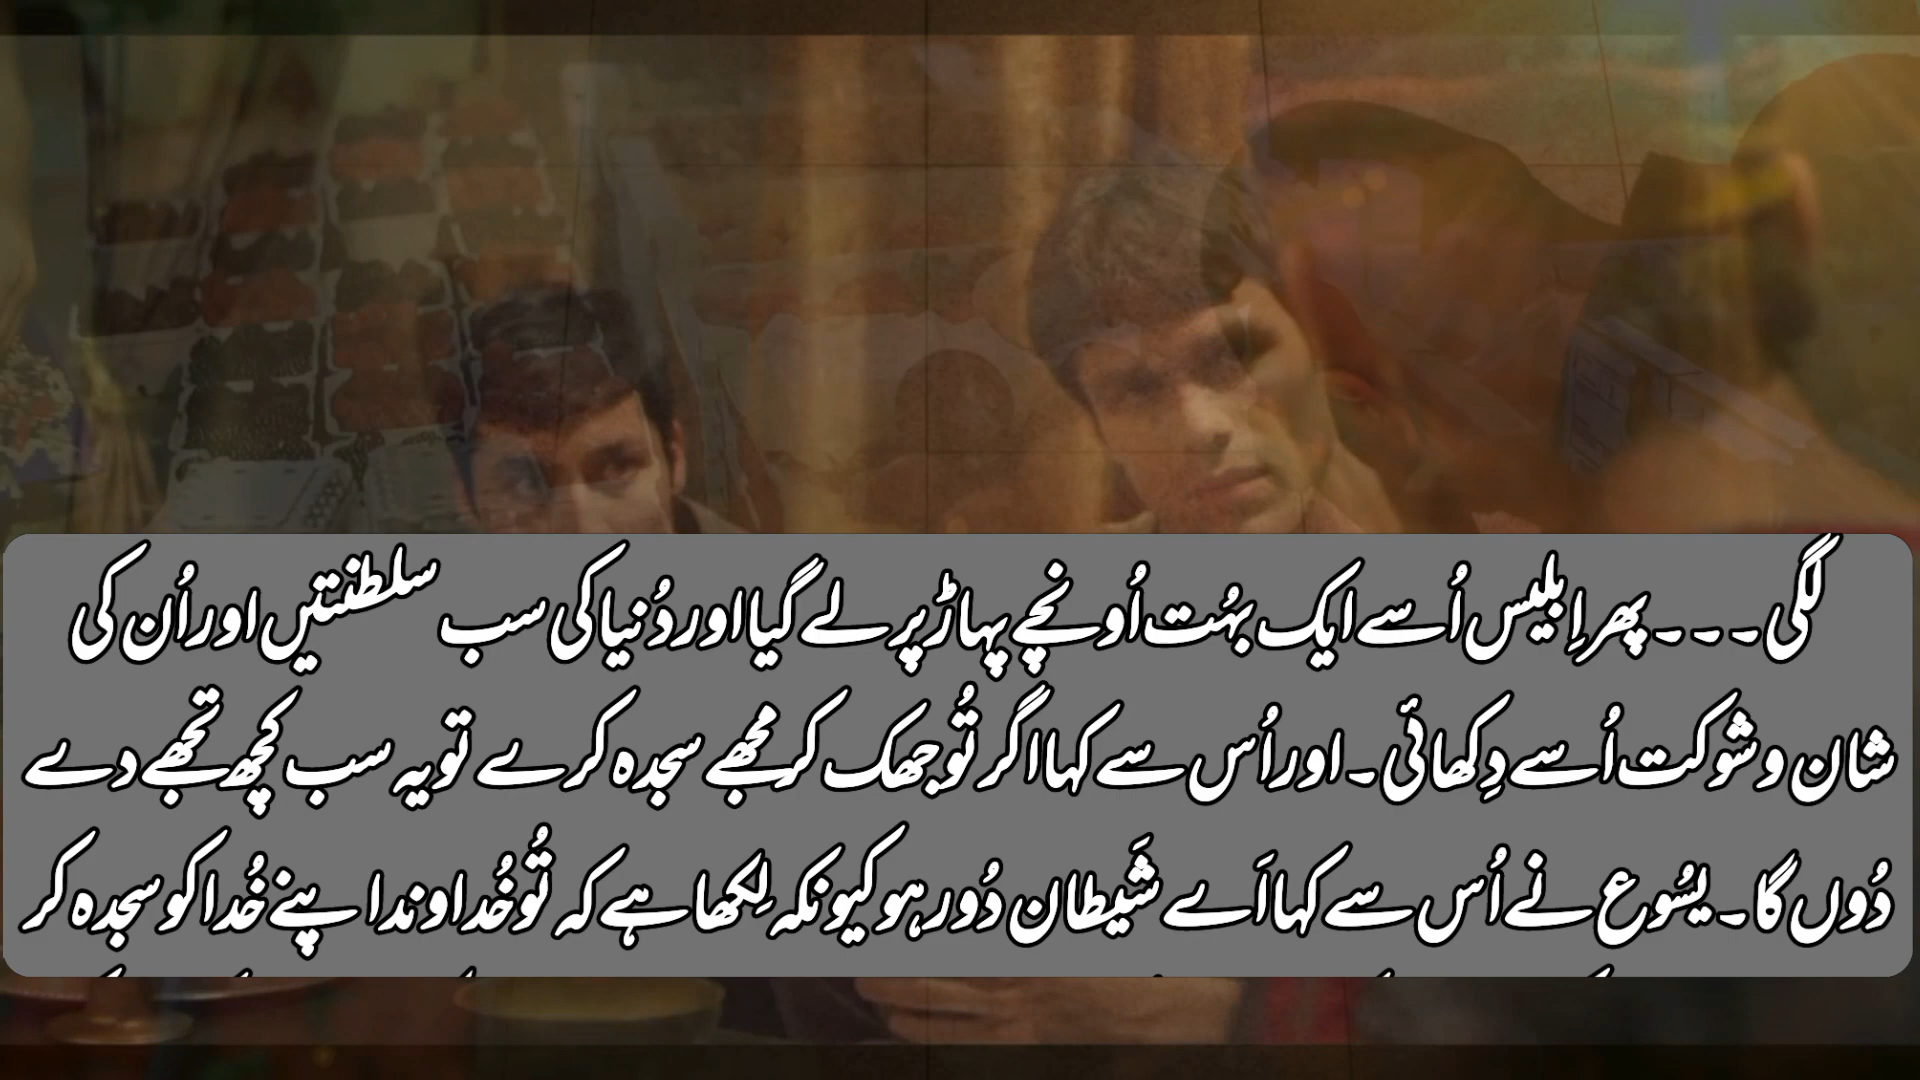 لگی۔۔۔ پھر اِبلیس اُسے ایک بہُت اُونچے پہاڑ پر لے گیا اور دُنیا کی سب سلطنتیں اور اُن کی
شان و شوکت اُسے دِکھائی۔ اور اُس سے کہا اگر تُو جھک کر مجھے سجدہ کرے تو یہ سب کچھ تجھے دے
دُوں گا۔ یسُوع نے اُس سے کہا اَے شَیطان دُور ہو کیونکہ لِکھا ہے کہ تُو خُداوند اپنے خُدا کو سجدہ کر